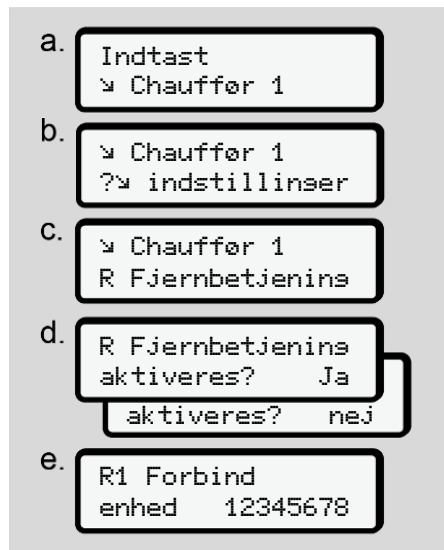 a.
Indtast
↘ Chauffør 1
b.
↘ Chauffør 1
?↘ indstillinger
c.
↘ Chauffør 1
R Fjernbetjening
d.
R Fjernbetjening
aktiveres? Ja
aktiveres? nej
e.
R1 Forbind
enhed 12345678